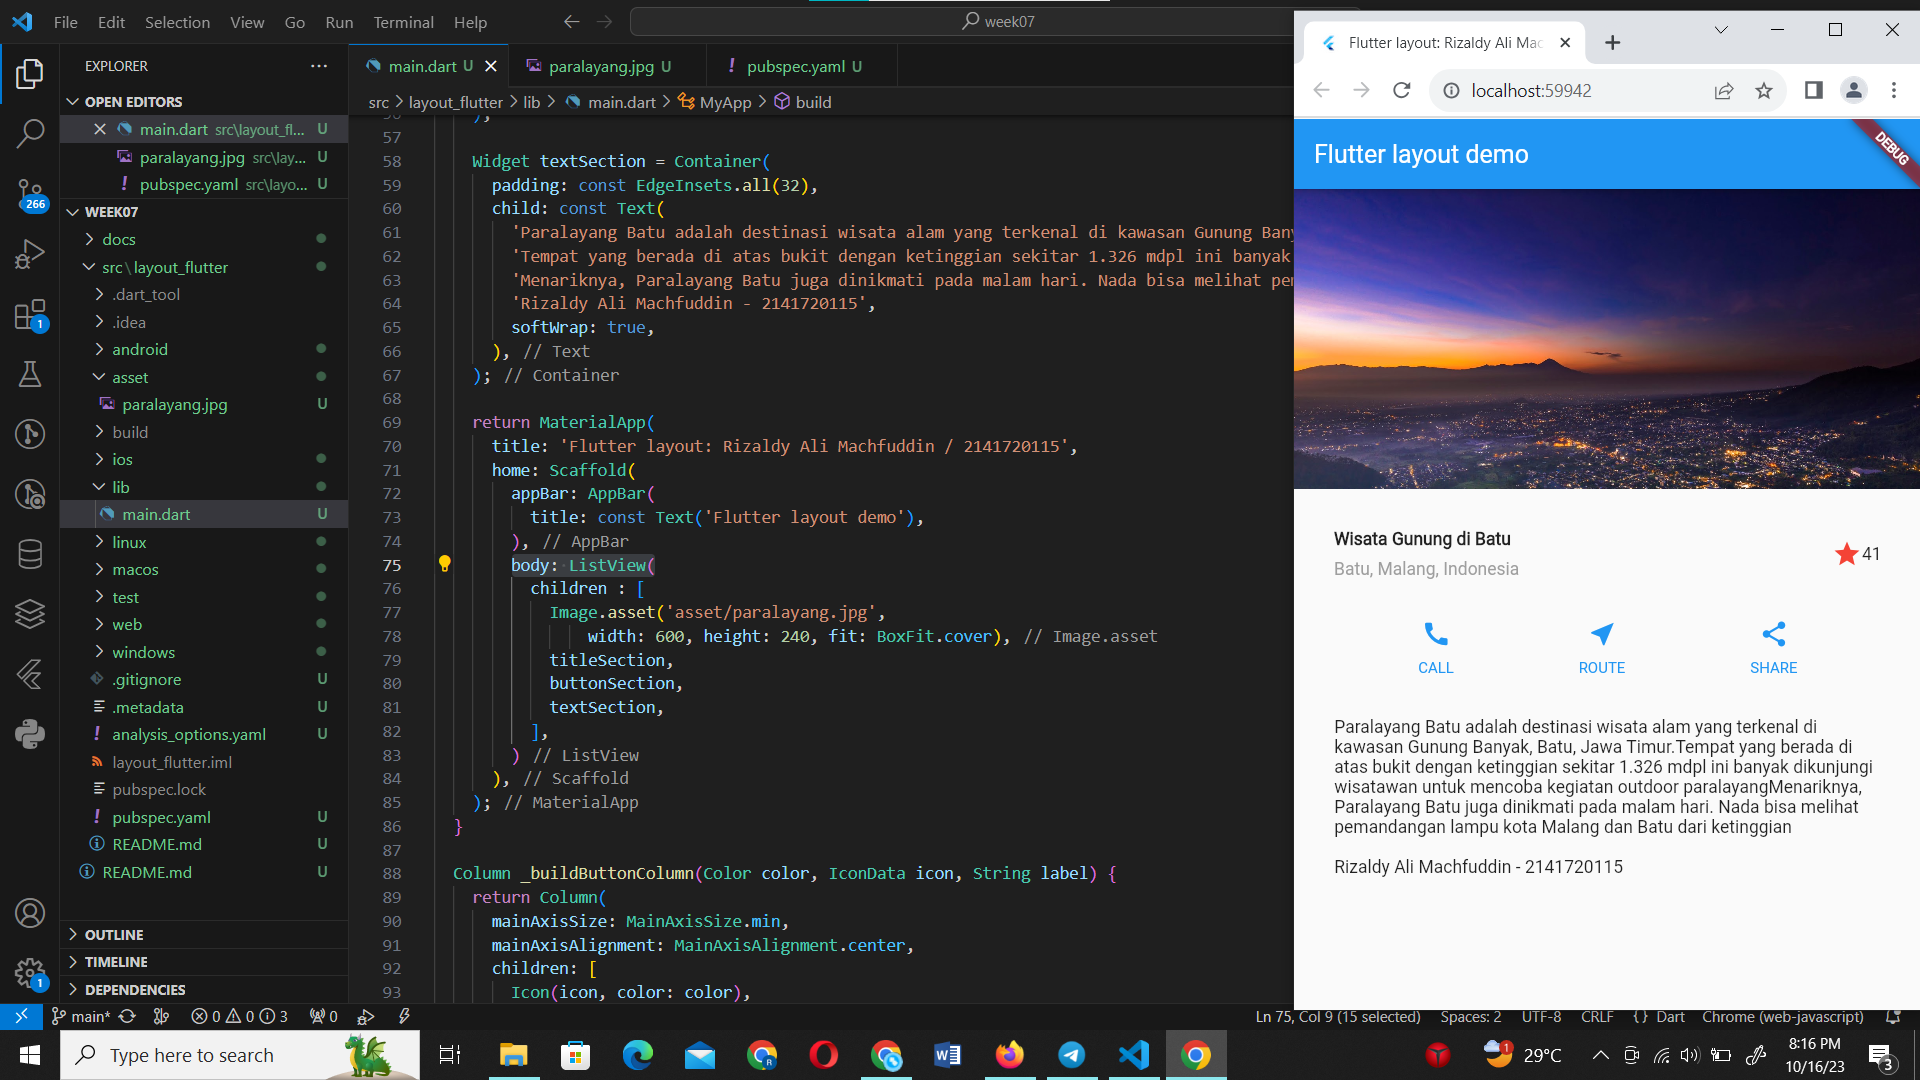 File Edit Selection View Go Run Terminal Help
week07
EXPLORER
OPEN EDITORS
main.dart src\layout_fl... U
paralayang.jpg src\lay... U
pubspec.yaml src\layo... U
WEEK07
docs
src\layout_flutter
.dart_tool
.idea
android
asset
paralayang.jpg U
build
ios
lib
main.dart U
linux
macos
test
web
windows
.gitignore U
.metadata U
analysis_options.yaml U
layout_flutter.iml
pubspec.lock
pubspec.yaml U
README.md U
README.md U
OUTLINE
TIMELINE
DEPENDENCIES
266
1
1
main.dart U
paralayang.jpg U
pubspec.yaml U
src > layout_flutter > lib > main.dart > MyApp > build
57
58 Widget textSection = Container(
59 padding: const EdgeInsets.all(32),
60 child: const Text(
61 'Paralayang Batu adalah destinasi wisata alam yang terkenal di kawasan Gunung Bany
62 'Tempat yang berada di atas bukit dengan ketinggian sekitar 1.326 mdpl ini banyak
63 'Menariknya, Paralayang Batu juga dinikmati pada malam hari. Nada bisa melihat pem
64 'Rizaldy Ali Machfuddin - 2141720115',
65 softWrap: true,
66 ), // Text
67 ); // Container
68
69 return MaterialApp(
70 title: 'Flutter layout: Rizaldy Ali Machfuddin / 2141720115',
71 home: Scaffold(
72 appBar: AppBar(
73 title: const Text('Flutter layout demo'),
74 ), // AppBar
75 body: ListView(
76 children : [
77 Image.asset('asset/paralayang.jpg',
78 width: 600, height: 240, fit: BoxFit.cover), // Image.asset
79 titleSection,
80 buttonSection,
81 textSection,
82 ],
83 ) // ListView
84 ), // Scaffold
85 ); // MaterialApp
86 }
87
88 Column _buildButtonColumn(Color color, IconData icon, String label) {
89 return Column(
90 mainAxisSize: MainAxisSize.min,
91 mainAxisAlignment: MainAxisAlignment.center,
92 children: [
93 Icon(icon, color: color),
Flutter layout: Rizaldy Ali Mac
localhost:59942
Flutter layout demo
DEBUG
Wisata Gunung di Batu
Batu, Malang, Indonesia
41
CALL
ROUTE
SHARE
Paralayang Batu adalah destinasi wisata alam yang terkenal di
kawasan Gunung Banyak, Batu, Jawa Timur.Tempat yang berada di
atas bukit dengan ketinggian sekitar 1.326 mdpl ini banyak dikunjungi
wisatawan untuk mencoba kegiatan outdoor paralayangMenariknya,
Paralayang Batu juga dinikmati pada malam hari. Nada bisa melihat
pemandangan lampu kota Malang dan Batu dari ketinggian
Rizaldy Ali Machfuddin - 2141720115
main* 0 0 3 0
Ln 75, Col 9 (15 selected) Spaces: 2 UTF-8 CRLF {} Dart Chrome (web-javascript)
Type here to search
1
29°C
8:16 PM
10/16/23
3